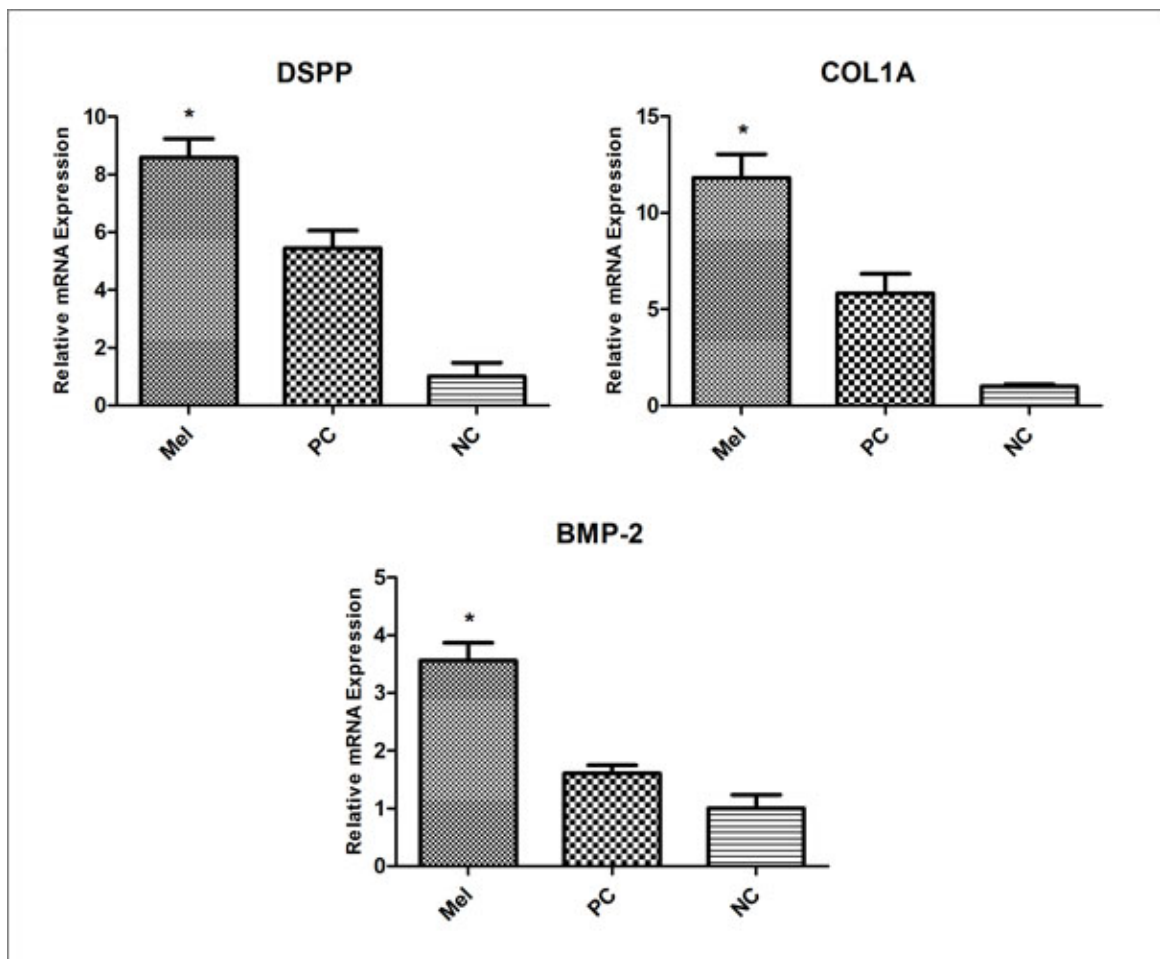 DSPP
*
Relative mRNA Expression
10
8
6
4
2
0
Mel
PC
NC
COL1A
*
Relative mRNA Expression
15
10
5
0
Mel
PC
NC
BMP-2
*
Relative mRNA Expression
5
4
3
2
1
0
Mel
PC
NC